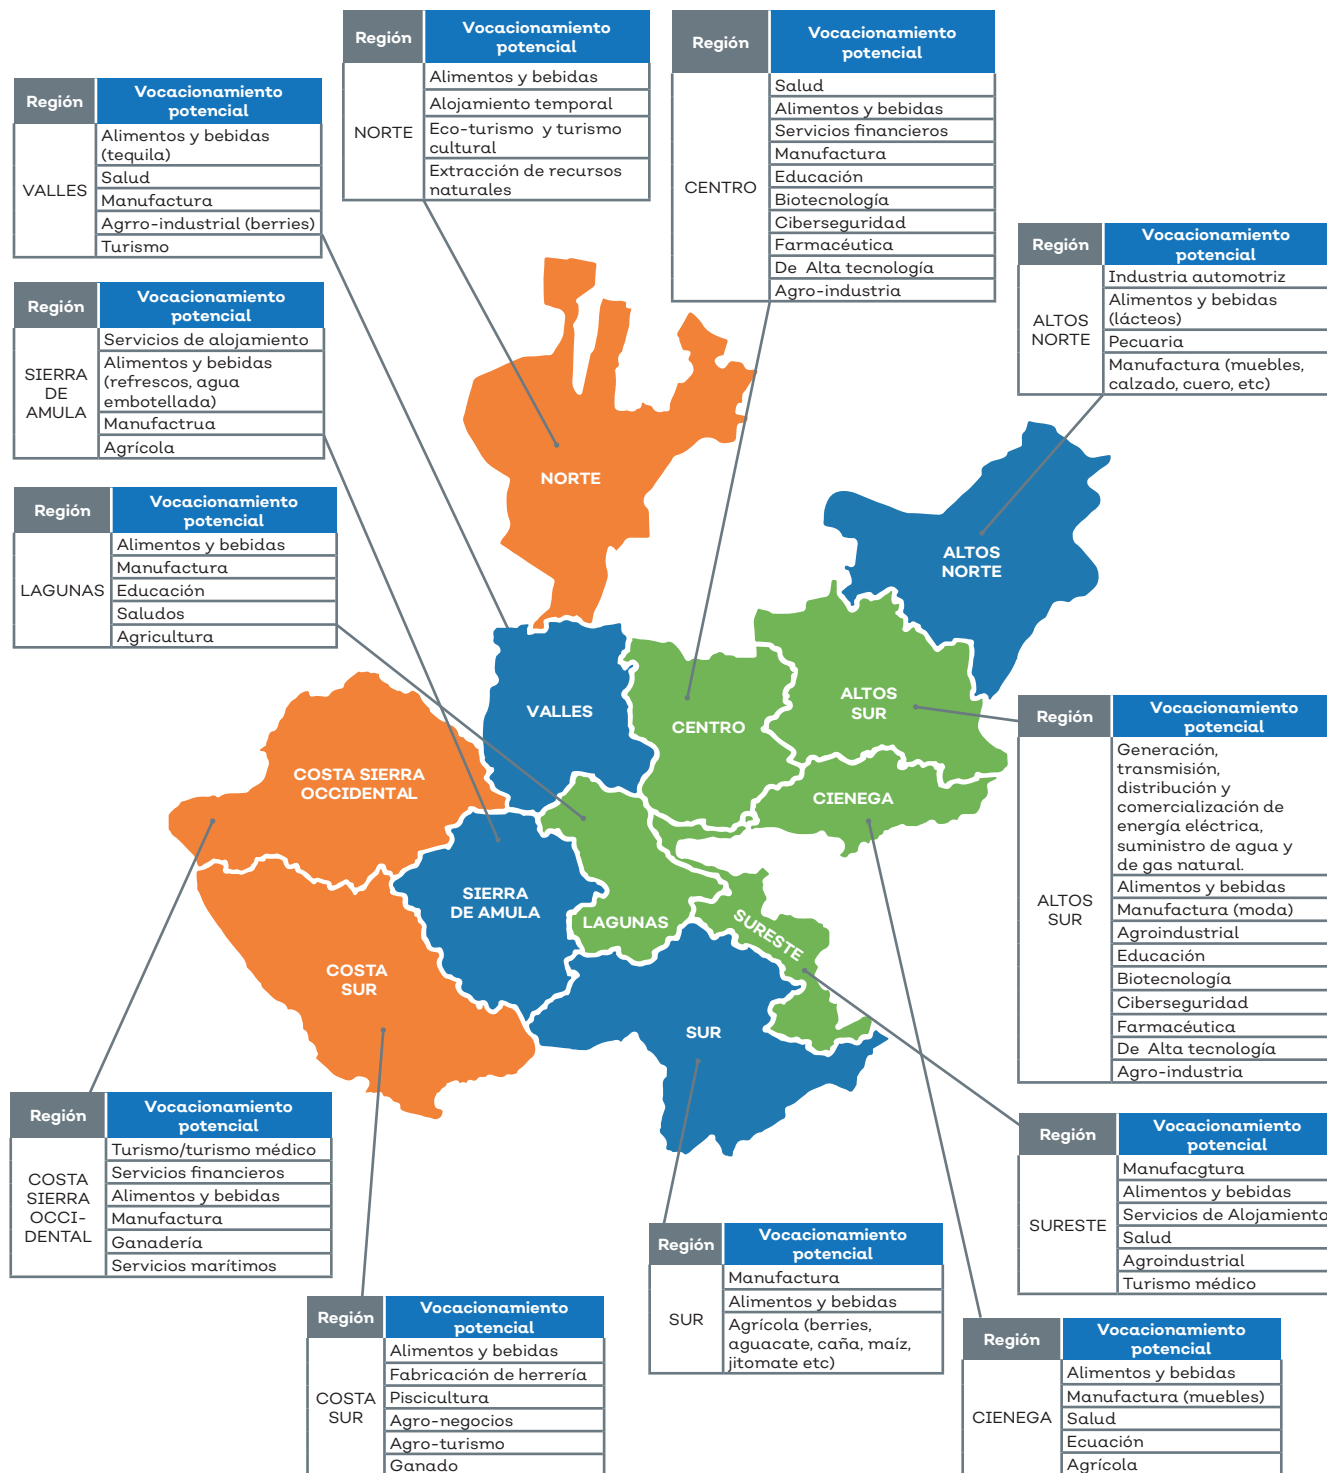 Región
Vocacionamiento
potencial
NORTE
Alimentos y bebidas
Alojamiento temporal
Eco-turismo y turismo
cultural
Extracción de recursos
naturales
Región
Vocacionamiento
potencial
CENTRO
Salud
Alimentos y bebidas
Servicios financieros
Manufactura
Educación
Biotecnología
Ciberseguridad
Farmacéutica
De Alta tecnología
Agro-industria
Región
Vocacionamiento
potencial
VALLES
Alimentos y bebidas
(tequila)
Salud
Manufactura
Agrro-industrial (berries)
Turismo
Región
Vocacionamiento
potencial
ALTOS
NORTE
Industria automotriz
Alimentos y bebidas
(lácteos)
Pecuaria
Manufactura (muebles,
calzado, cuero, etc)
Región
Vocacionamiento
potencial
SIERRA
DE
AMULA
Servicios de alojamiento
Alimentos y bebidas
(refrescos, agua
embotellada)
Manufactrua
Agrícola
Región
Vocacionamiento
potencial
LAGUNAS
Alimentos y bebidas
Manufactura
Educación
Saludos
Agricultura
NORTE
ALTOS
NORTE
VALLES
CENTRO
ALTOS
SUR
COSTA SIERRA
OCCIDENTAL
CIENEGA
SIERRA
DE AMULA
LAGUNAS
SURESTE
COSTA
SUR
SUR
Región
Vocacionamiento
potencial
ALTOS
SUR
Generación,
transmisión,
distribución y
comercialización de
energía eléctrica,
suministro de agua y
de gas natural.
Alimentos y bebidas
Manufactura (moda)
Agroindustrial
Educación
Biotecnología
Ciberseguridad
Farmacéutica
De Alta tecnología
Agro-industria
Región
Vocacionamiento
potencial
COSTA
SIERRA
OCCI-
DENTAL
Turismo/turismo médico
Servicios financieros
Alimentos y bebidas
Manufactura
Ganadería
Servicios marítimos
Región
Vocacionamiento
potencial
SURESTE
Manufacgtura
Alimentos y bebidas
Servicios de Alojamiento
Salud
Agroindustrial
Turismo médico
Región
Vocacionamiento
potencial
SUR
Manufactura
Alimentos y bebidas
Agrícola (berries,
aguacate, caña, maíz,
jitomate etc)
Región
Vocacionamiento
potencial
COSTA
SUR
Alimentos y bebidas
Fabricación de herrería
Piscicultura
Agro-negocios
Agro-turismo
Ganado
Región
Vocacionamiento
potencial
CIENEGA
Alimentos y bebidas
Manufactura (muebles)
Salud
Ecuación
Agrícola